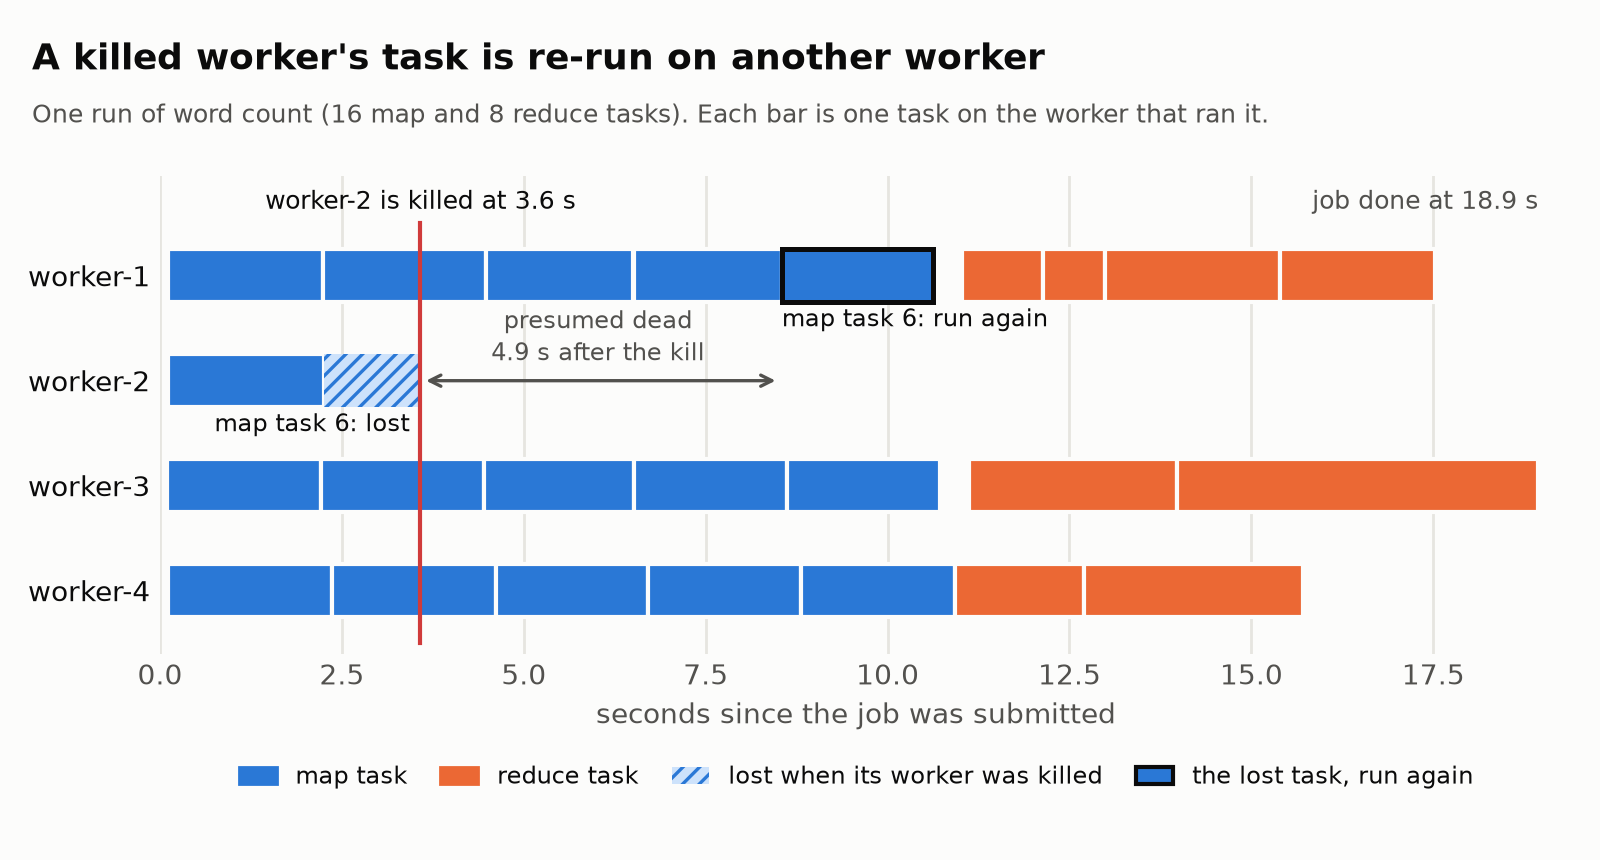 A killed worker's task is re-run on another worker
One run of word count (16 map and 8 reduce tasks). Each bar is one task on the worker that ran it.
worker-2 is killed at 3.6 s
job done at 18.9 s
worker-1
map task 6: run again
presumed dead
4.9 s after the kill
worker-2
map task 6: lost
worker-3
worker-4
0.0 2.5 5.0 7.5 10.0 12.5 15.0 17.5
seconds since the job was submitted
map task reduce task lost when its worker was killed the lost task, run again